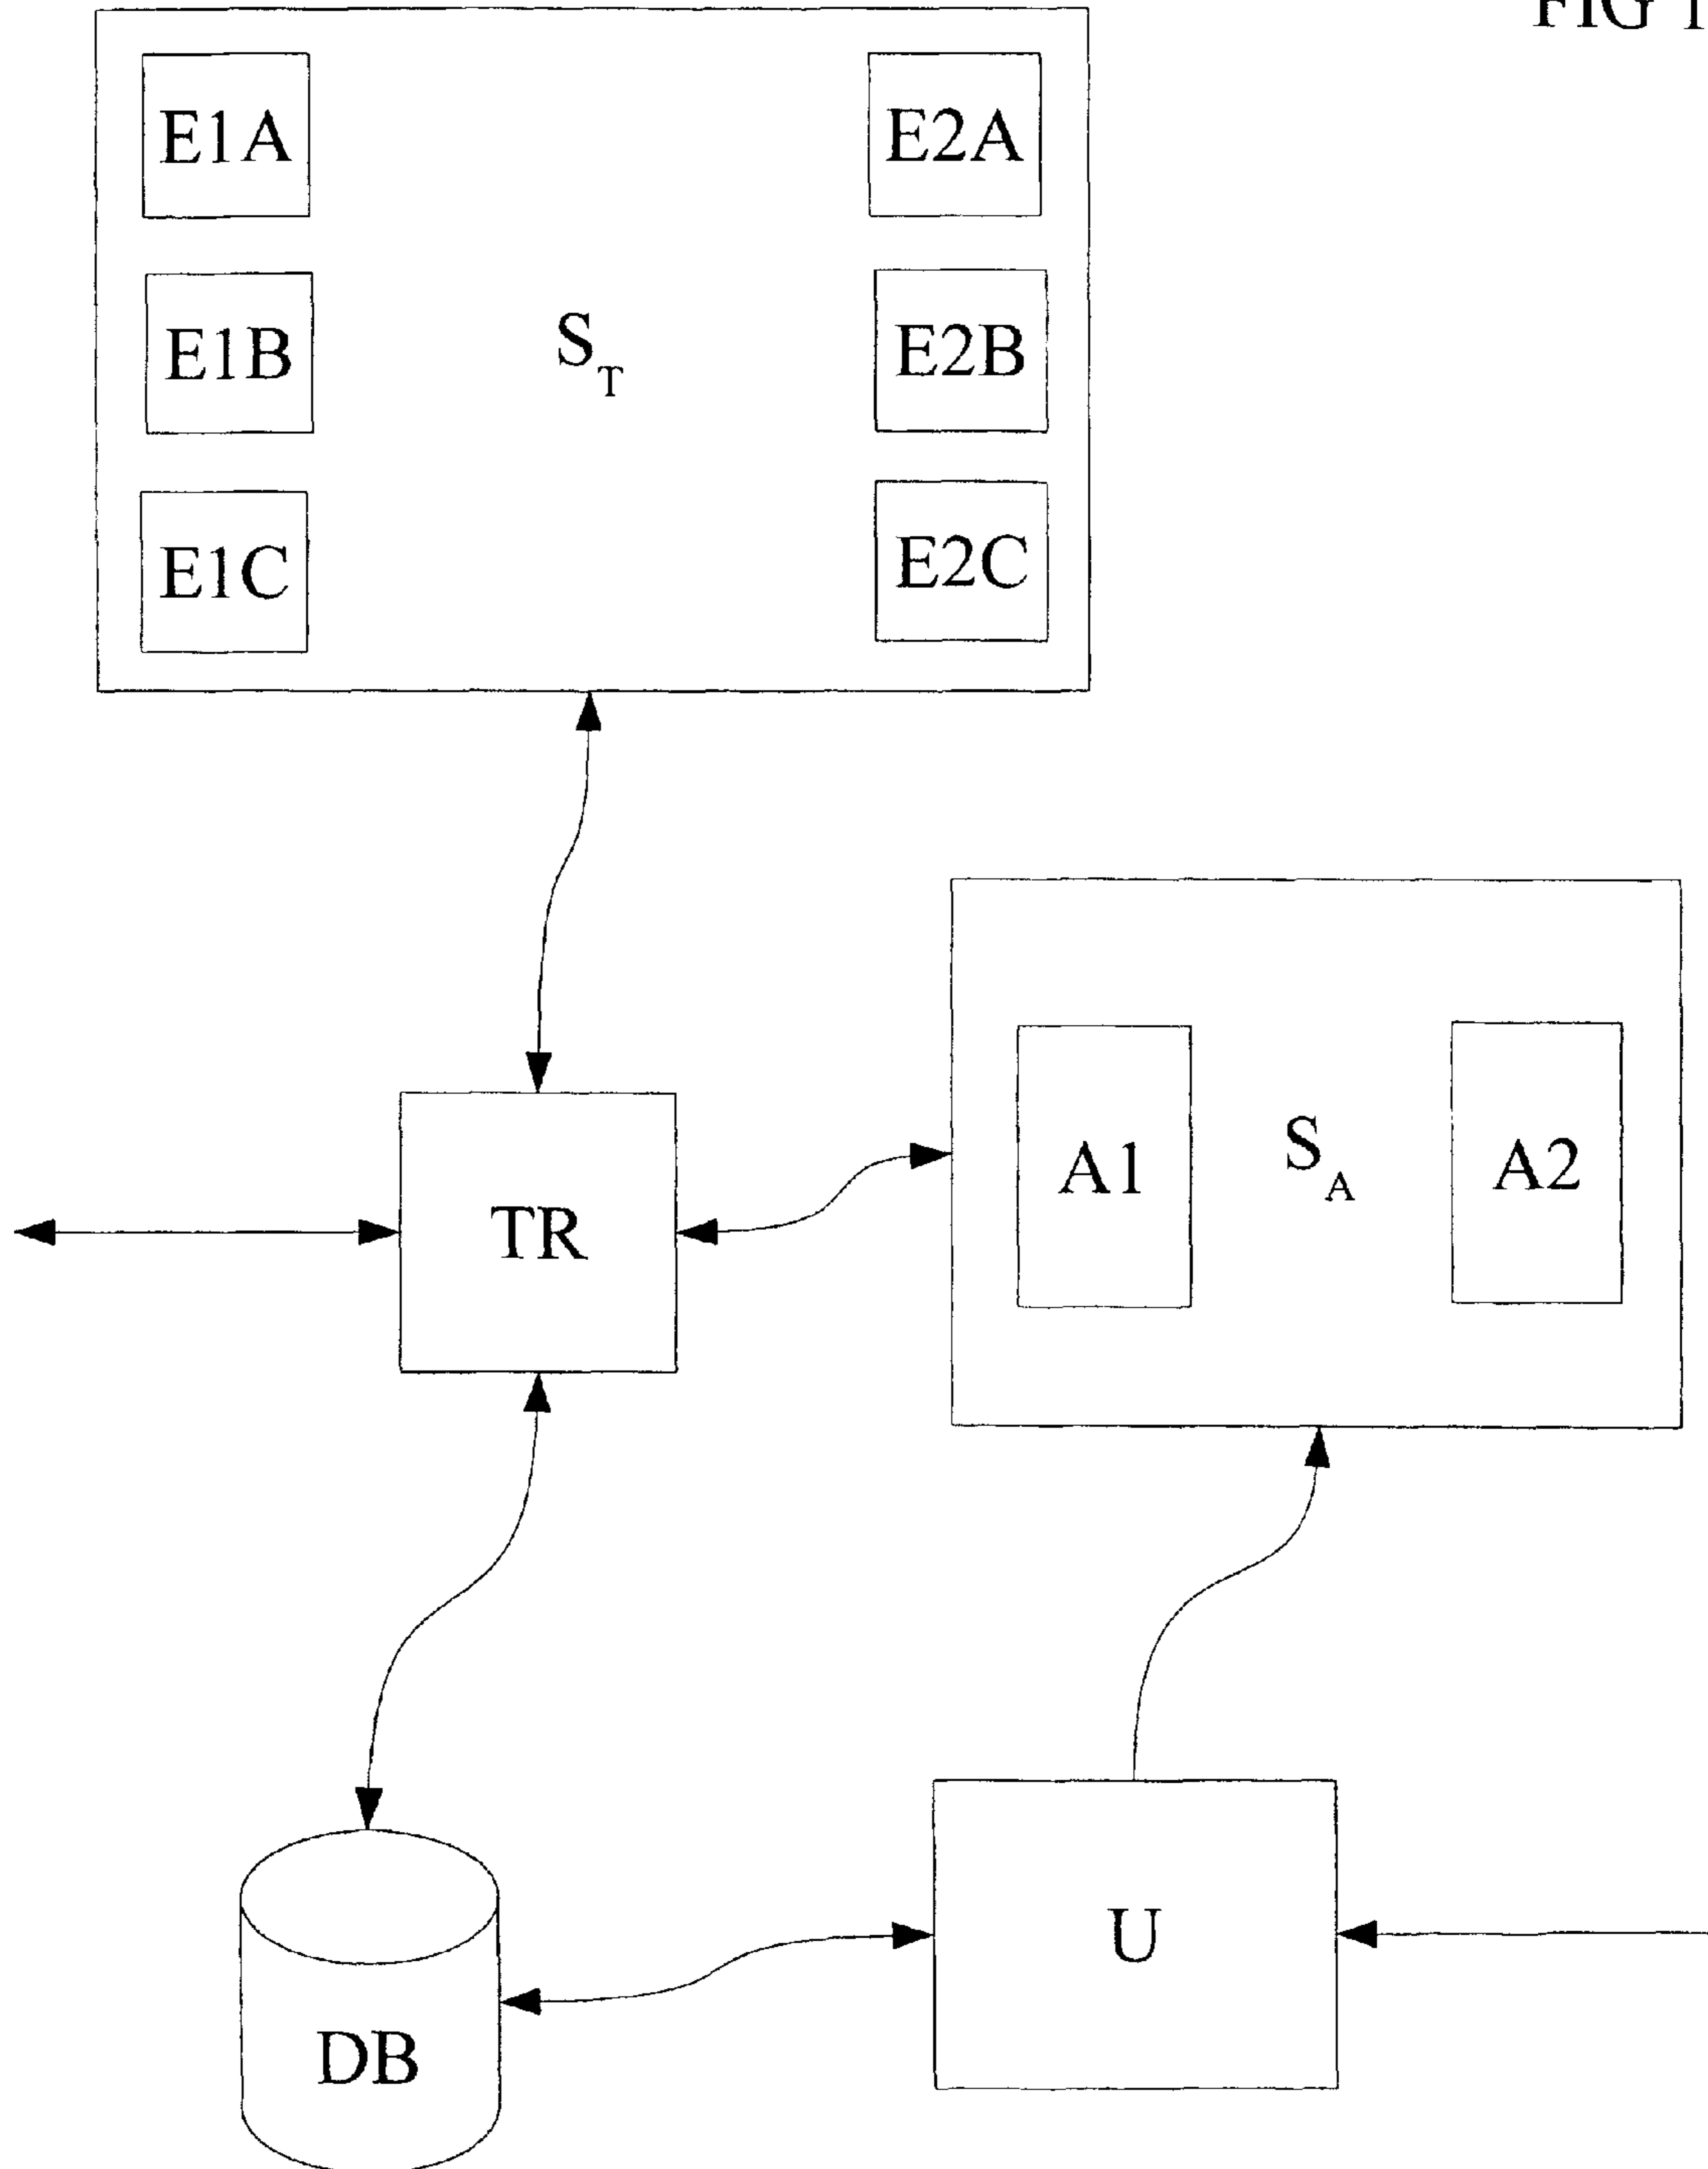 FIG 1
E1A
E2A
E1B
S_T
E2B
E1C
E2C
A1
S_A
A2
TR
U
DB